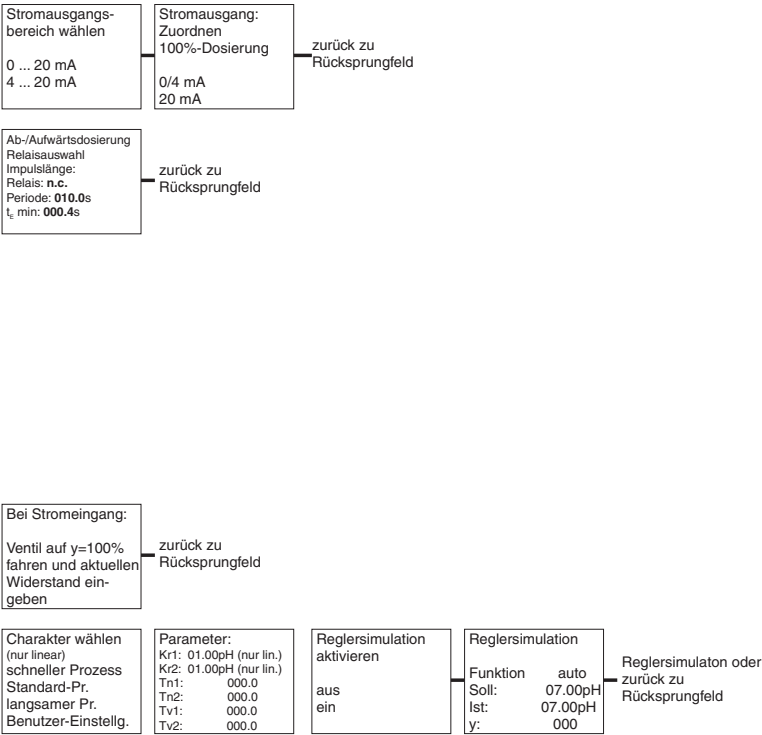 Stromausgangs-
bereich wählen
0 ... 20 mA
4 ... 20 mA
Stromausgang:
Zuordnen
100%-Dosierung
0/4 mA
20 mA
zurück zu
Rücksprungfeld
Ab-/Aufwärtsdosierung
Relaisauswahl
Impulslänge:
Relais: n.c.
Periode: 010.0s
tE min: 000.4s
zurück zu
Rücksprungfeld
Bei Stromeingang:
Ventil auf y=100%
fahren und aktuellen
Widerstand ein-
geben
zurück zu
Rücksprungfeld
Charakter wählen
(nur linear)
schneller Prozess
Standard-Pr.
langsamer Pr.
Benutzer-Einstellg.
Parameter:
Kr1: 01.00pH (nur lin.)
Kr2: 01.00pH (nur lin.)
Tn1: 000.0
Tn2: 000.0
Tv1: 000.0
Tv2: 000.0
Reglersimulation
aktivieren
aus
ein
Reglersimulation
Funktion auto
Soll: 07.00pH
Ist: 07.00pH
y: 000
Reglersimulaton oder
zurück zu
Rücksprungfeld